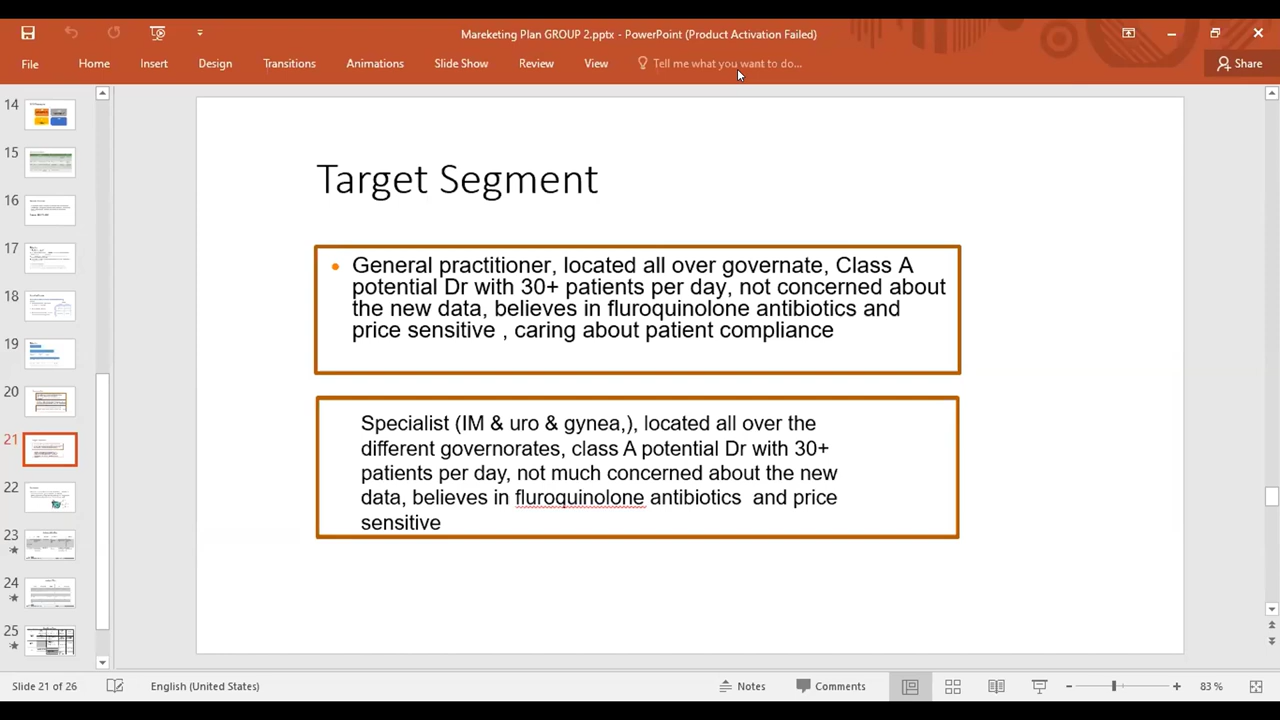 Mareketing Plan GROUP 2.pptx - PowerPoint (Product Activation Failed)
File Home Insert Design Transitions Animations Slide Show Review View Tell me what you want to do... Share
14
15
16
17
18
19
20
21
22
23
24
25
Target Segment
General practitioner, located all over governate, Class A
potential Dr with 30+ patients per day, not concerned about
the new data, believes in fluroquinolone antibiotics and
price sensitive , caring about patient compliance
Specialist (IM & uro & gynea,), located all over the
different governorates, class A potential Dr with 30+
patients per day, not much concerned about the new
data, believes in fluroquinolone antibiotics and price
sensitive
Slide 21 of 26 English (United States) Notes Comments 83 %